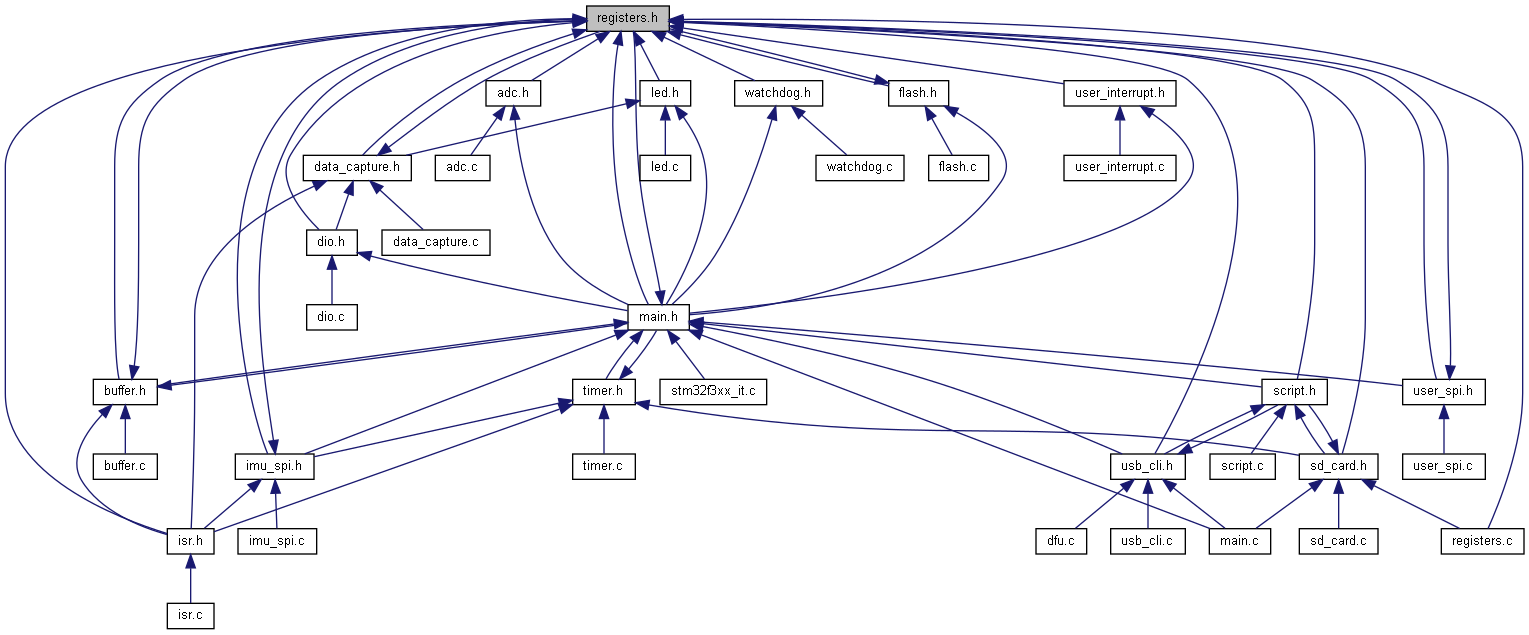 registers.h
adc.h
led.h
watchdog.h
flash.h
user_interrupt.h
data_capture.h
adc.c
led.c
watchdog.c
flash.c
user_interrupt.c
dio.h
data_capture.c
dio.c
main.h
buffer.h
timer.h
stm32f3xx_it.c
script.h
user_spi.h
buffer.c
imu_spi.h
timer.c
usb_cli.h
script.c
sd_card.h
user_spi.c
isr.h
imu_spi.c
dfu.c
usb_cli.c
main.c
sd_card.c
registers.c
isr.c